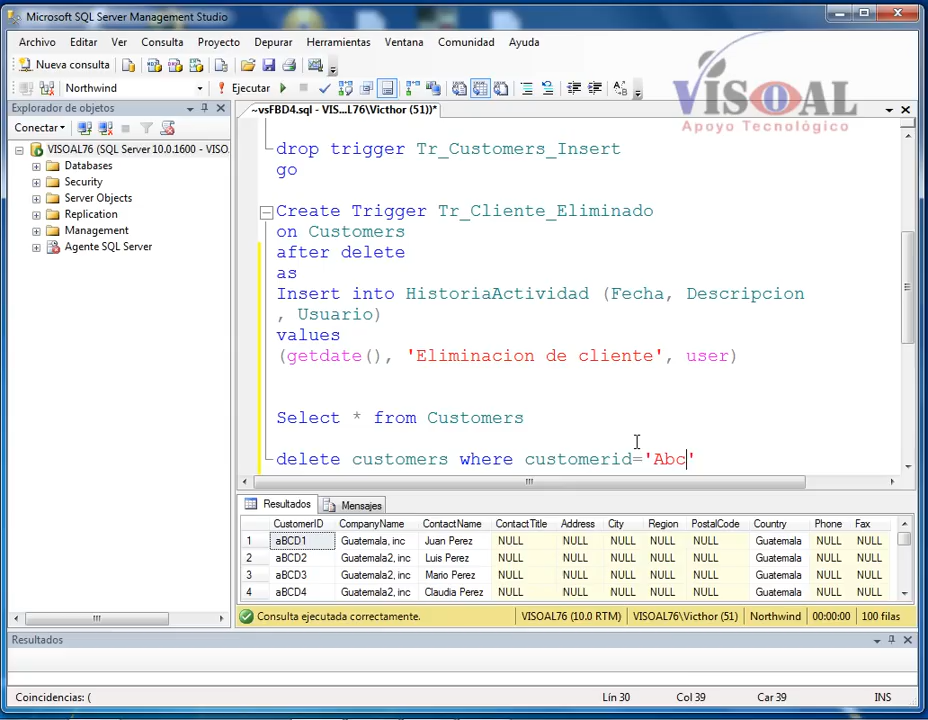 Microsoft SQL Server Management Studio
Archivo Editar Ver Consulta Proyecto Depurar Herramientas Ventana Comunidad Ayuda
Nueva consulta
Northwind Ejecutar
VISOAL
Apoyo Tecnológico
Explorador de objetos
Conectar
VISOAL76 (SQL Server 10.0.1600 - VISO
Databases
Security
Server Objects
Replication
Management
Agente SQL Server
~vsFBD4.sql - VIS...L76\Victhor (51))*
drop trigger Tr_Customers_Insert
go
Create Trigger Tr_Cliente_Eliminado
on Customers
after delete
as
Insert into HistoriaActividad (Fecha, Descripcion
, Usuario)
values
(getdate(), 'Eliminacion de cliente', user)
Select * from Customers
delete customers where customerid='Abc'
Resultados Mensajes
CustomerID CompanyName ContactName ContactTitle Address City Region PostalCode Country Phone Fax
1 aBCD1 Guatemala, inc Juan Perez NULL NULL NULL NULL NULL Guatemala NULL NULL
2 aBCD2 Guatemala2, inc Luis Perez NULL NULL NULL NULL NULL Guatemala NULL NULL
3 aBCD3 Guatemala2, inc Mario Perez NULL NULL NULL NULL NULL Guatemala NULL NULL
4 aBCD4 Guatemala2, inc Claudia Perez NULL NULL NULL NULL NULL Guatemala NULL NULL
Consulta ejecutada correctamente. VISOAL76 (10.0 RTM) VISOAL76\Victhor (51) Northwind 00:00:00 100 filas
Resultados
Coincidencias: ( Lín 30 Col 39 Car 39 INS